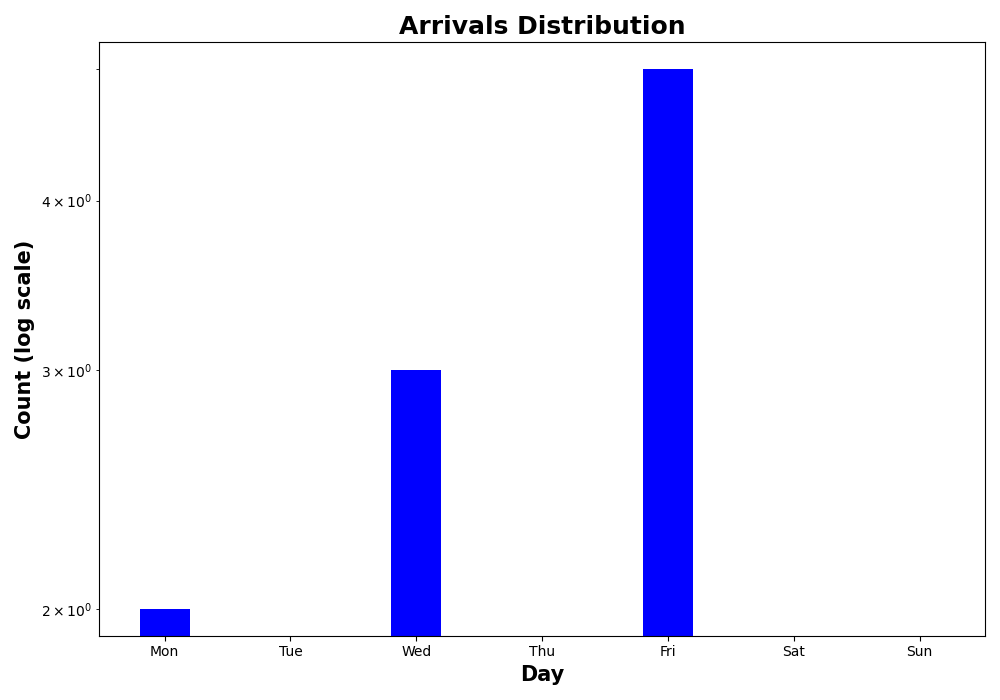 Arrivals Distribution
Count (log scale)
4 × 10⁰
3 × 10⁰
2 × 10⁰
Mon Tue Wed Thu Fri Sat Sun
Day